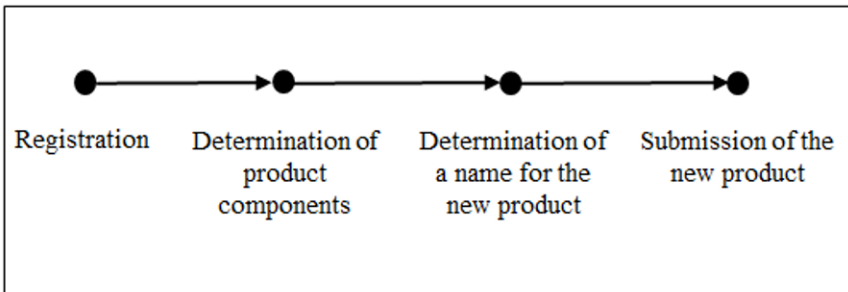 Registration
Determination of
product
components
Determination of
a name for the
new product
Submission of the
new product